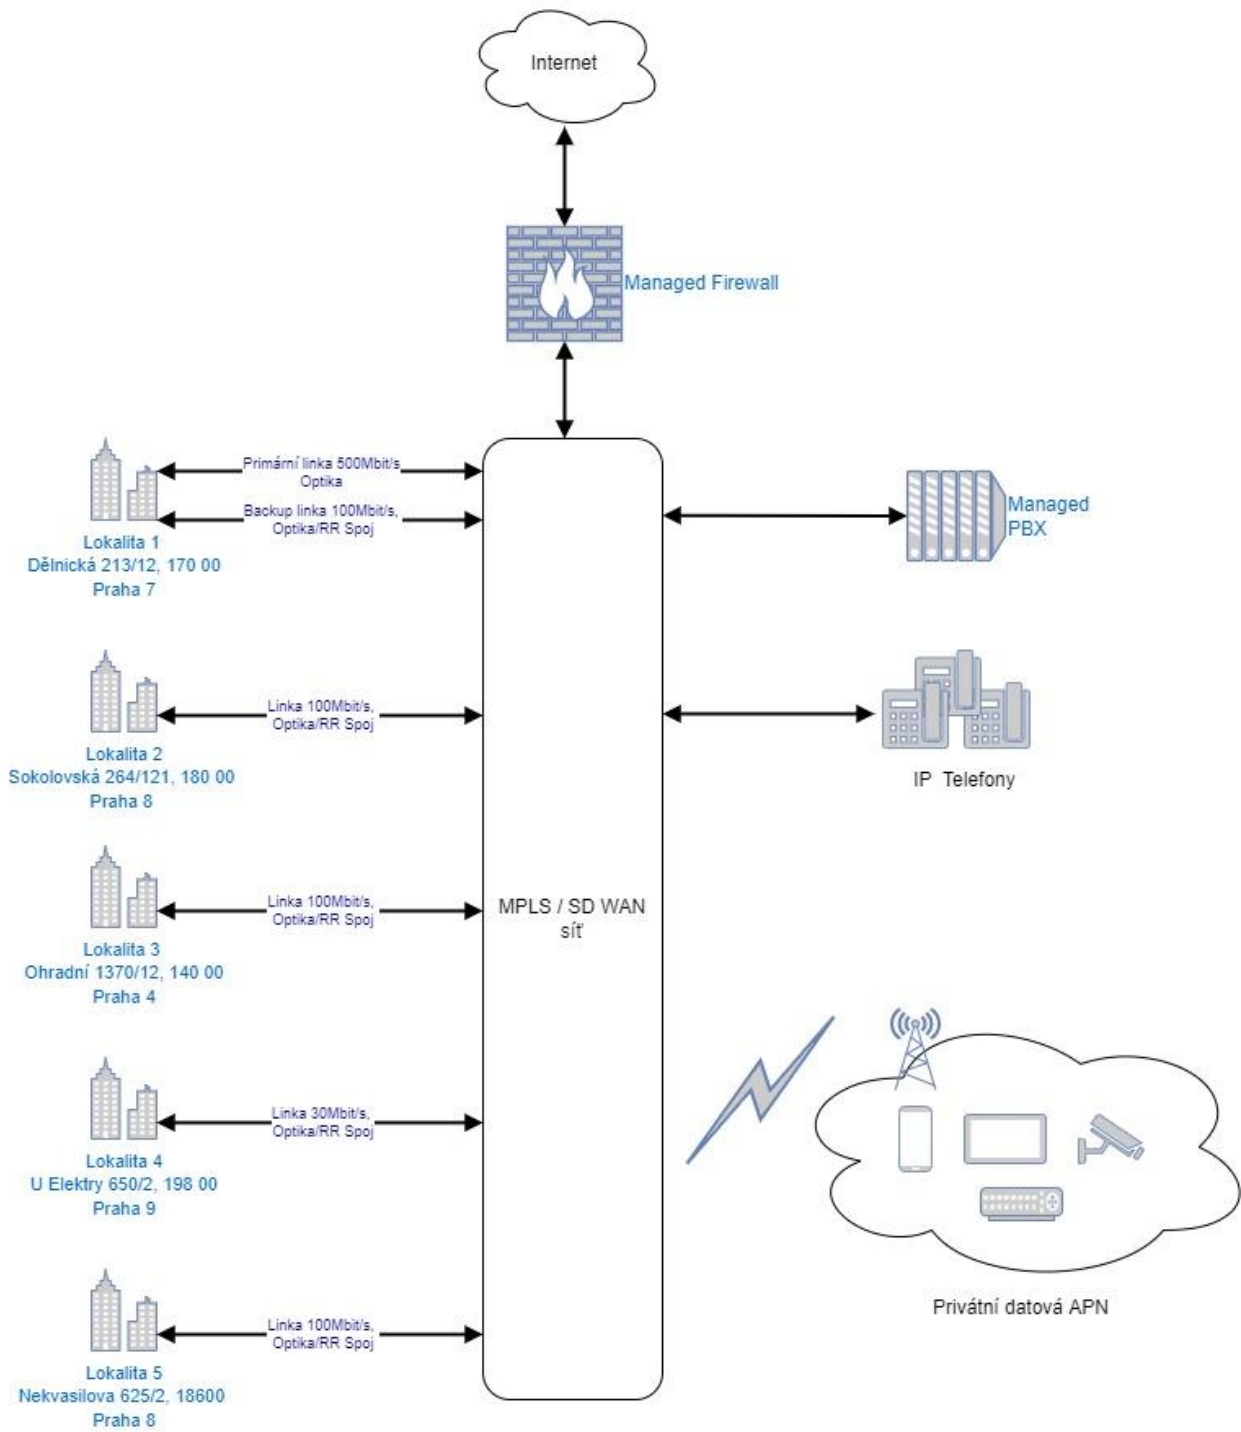 Internet
Managed Firewall
Primární linka 500Mbit/s
Optika
Backup linka 100Mbit/s,
Optika/RR Spoj
Lokalita 1
Dělnická 213/12, 170 00
Praha 7
Managed
PBX
Linka 100Mbit/s,
Optika/RR Spoj
Lokalita 2
Sokolovská 264/121, 180 00
Praha 8
IP Telefony
Linka 100Mbit/s,
Optika/RR Spoj
Lokalita 3
Ohradní 1370/12, 140 00
Praha 4
MPLS / SD WAN
síť
Linka 30Mbit/s,
Optika/RR Spoj
Lokalita 4
U Elektry 650/2, 198 00
Praha 9
Privátní datová APN
Linka 100Mbit/s,
Optika/RR Spoj
Lokalita 5
Nekvasilova 625/2, 18600
Praha 8